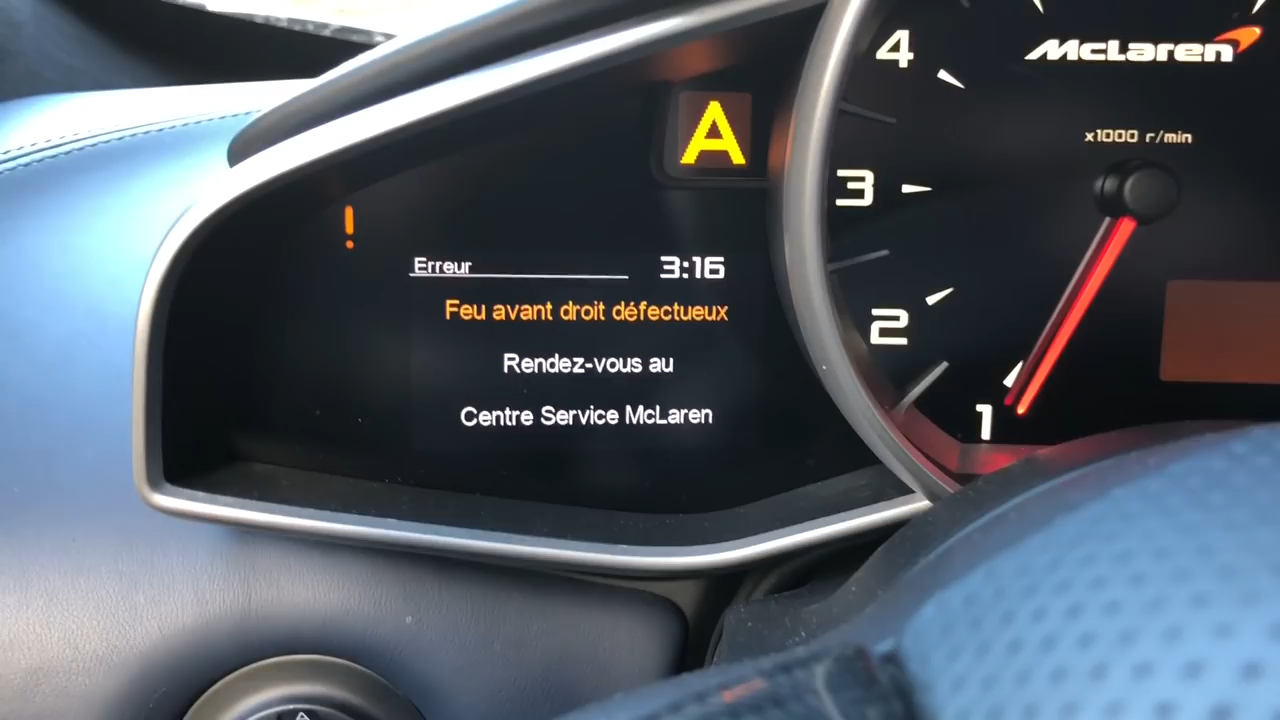 4
McLaren
x1000 r/min
A
3
!
Erreur 3:16
Feu avant droit défectueux
2
Rendez-vous au
Centre Service McLaren
1